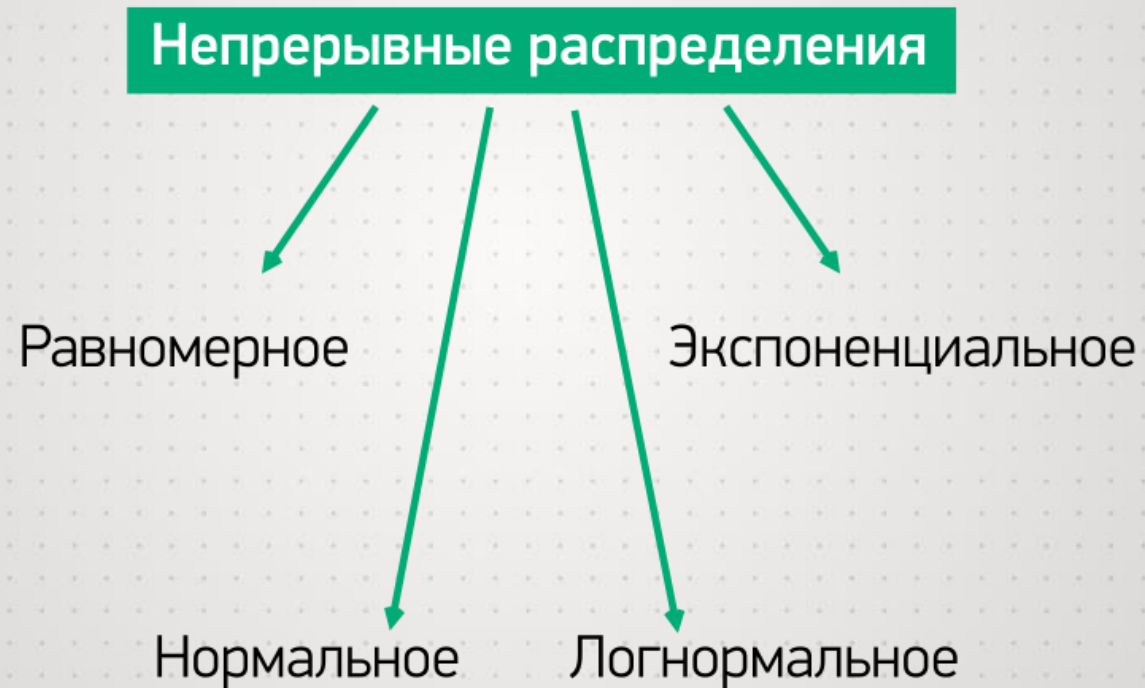 Непрерывные распределения
Равномерное
Экспоненциальное
Нормальное
Логнормальное